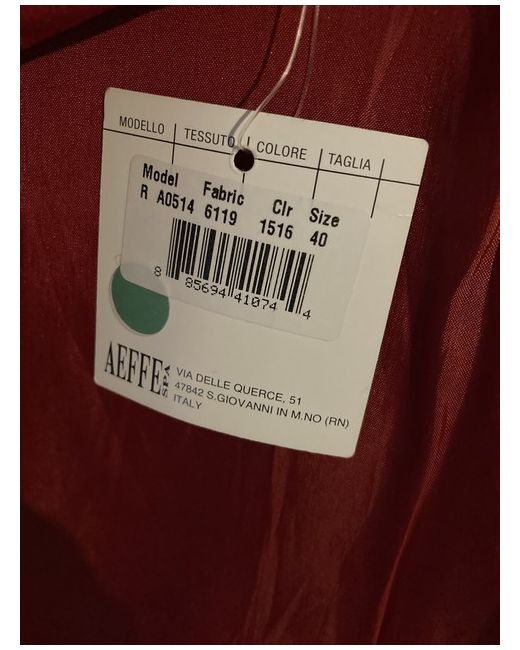 MODELLO TESSUTO COLORE TAGLIA
Model Fabric Clr Size
R A0514 6119 1516 40
8 85694 41074 4
AEFFE SPA
VIA DELLE QUERCE, 51
47842 S.GIOVANNI IN M.NO (RN)
ITALY